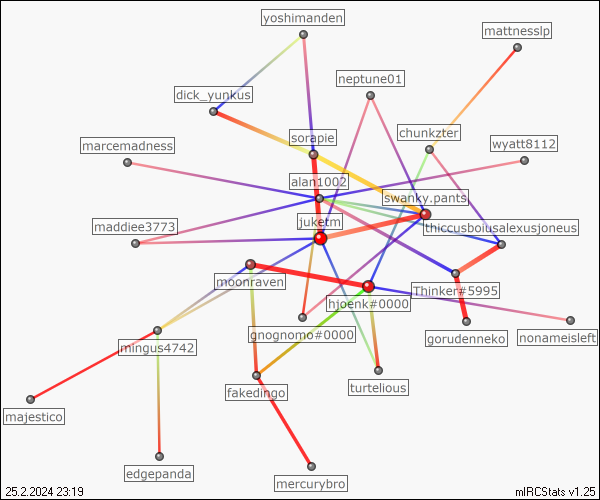 yoshimanden
mattnesslp
neptune01
dick_yunkus
chunkzter
sorapie
marcemadness
wyatt8112
alan1002
swanky.pants
maddiee3773
juketm
thiccusboiusalexusjoneus
moonraven
Thinker#5995
hjoenk#0000
gnognomo#0000
gorudenneko
nonameisleft
mingus4742
fakedingo
turtelious
majestico
edgepanda
mercurybro
25.2.2024 23:19
mIRCStats v1.25